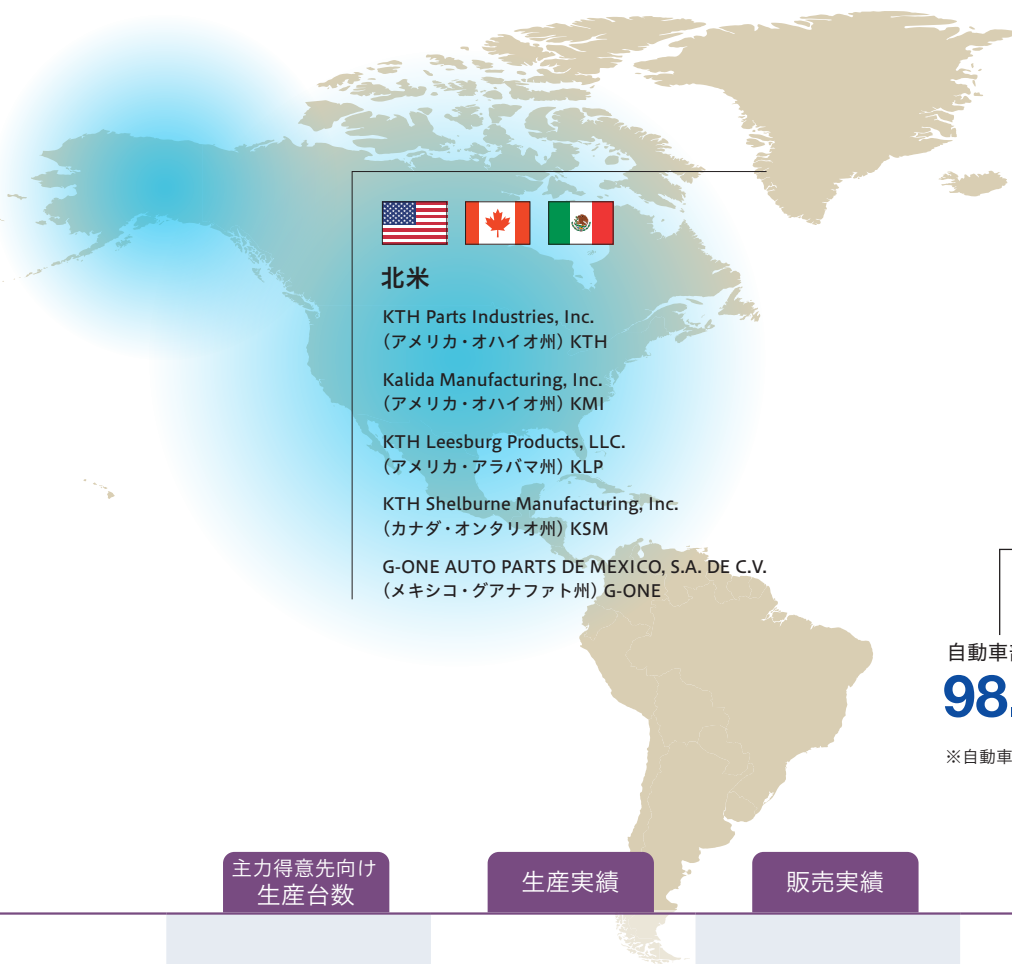 北米
KTH Parts Industries, Inc.
（アメリカ・オハイオ州）KTH
Kalida Manufacturing, Inc.
（アメリカ・オハイオ州）KMI
KTH Leesburg Products, LLC.
（アメリカ・アラバマ州）KLP
KTH Shelburne Manufacturing, Inc.
（カナダ・オンタリオ州）KSM
G-ONE AUTO PARTS DE MEXICO, S.A. DE C.V.
（メキシコ・グアナファト州）G-ONE
自動車
98.
※自動車
主力得意先向け
生産台数
生産実績
販売実績